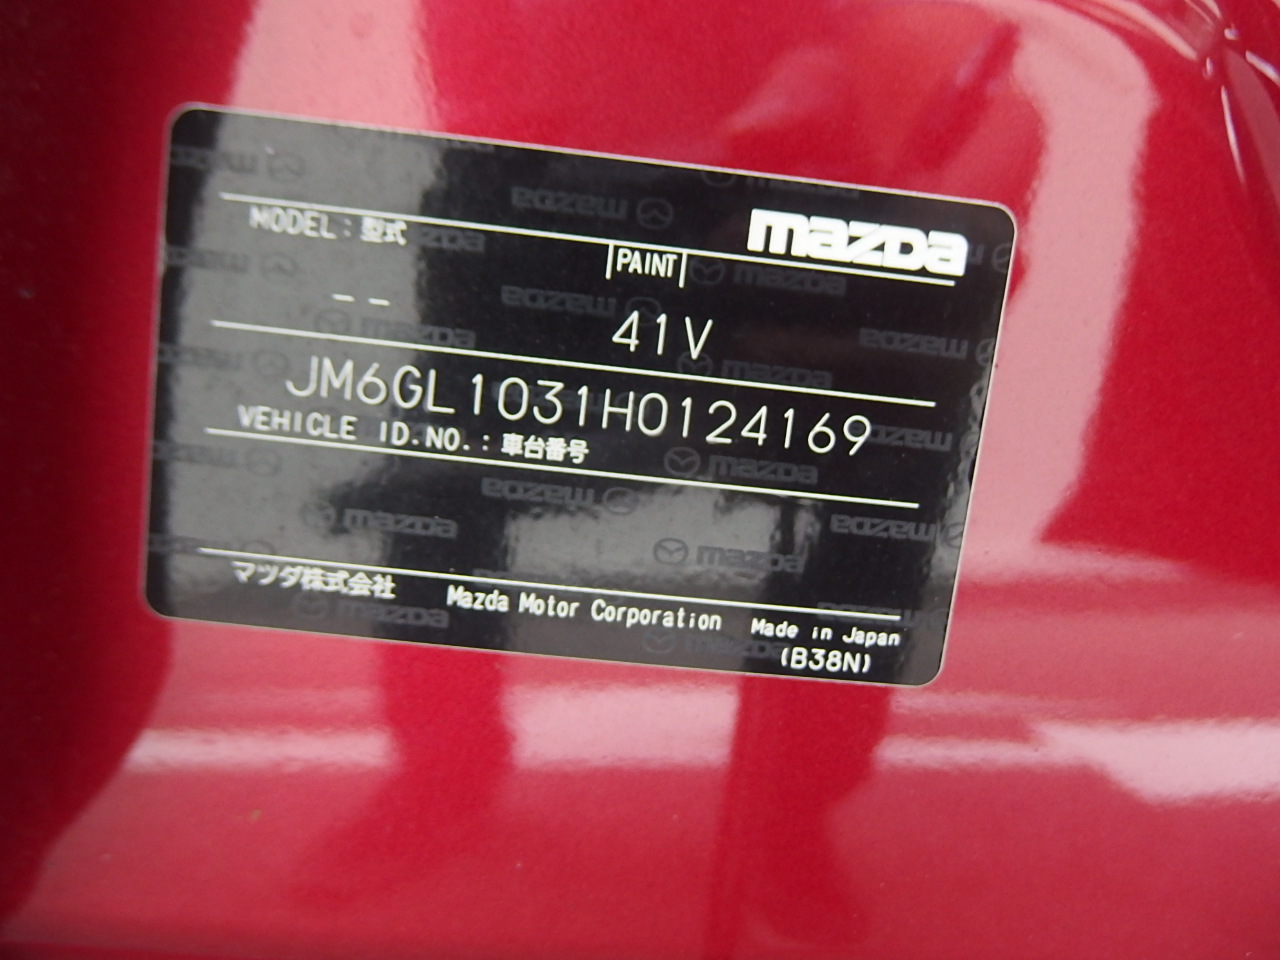 mazda
MODEL : 型式
PAINT
-- 41V
JM6GL1031H0124169
VEHICLE ID.NO. : 車台番号
マツダ株式会社 Mazda Motor Corporation Made in Japan
(B38N)